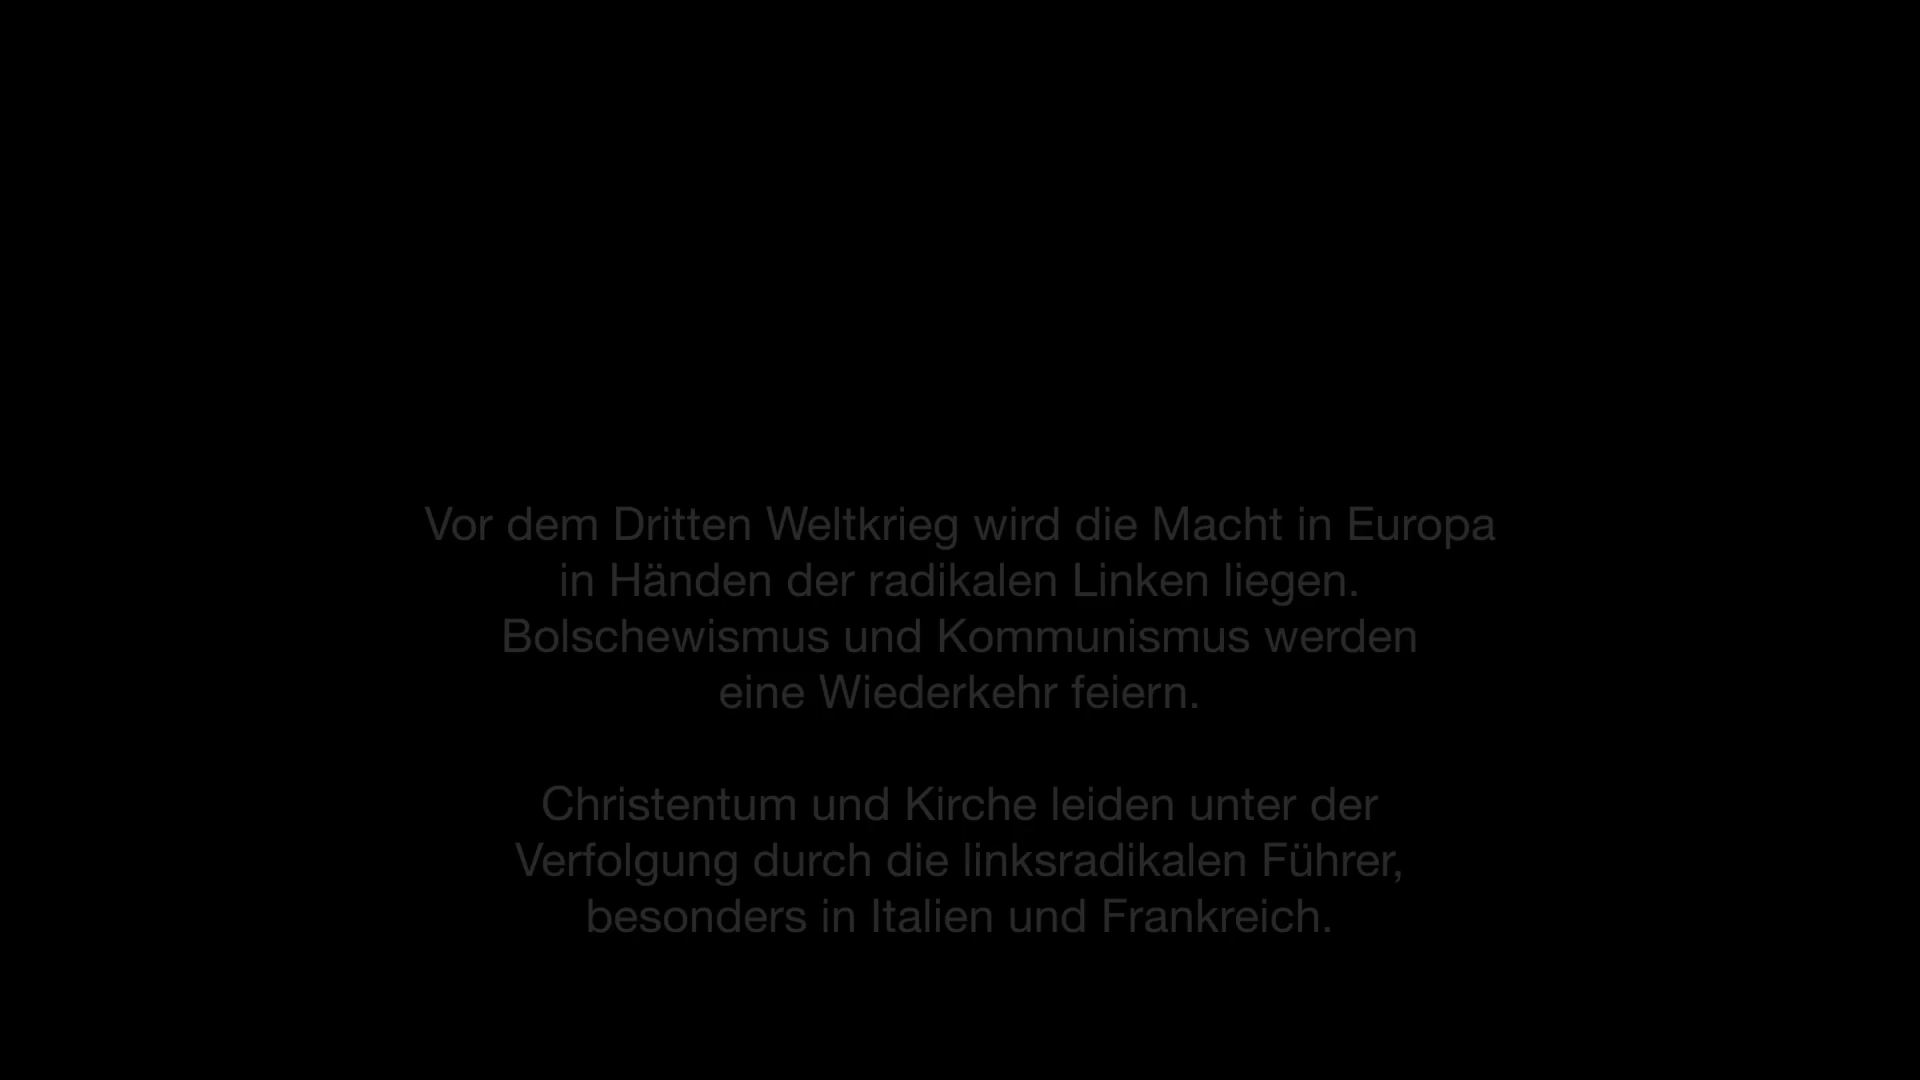 Vor dem Dritten Weltkrieg wird die Macht in Europa
in Händen der radikalen Linken liegen.
Bolschewismus und Kommunismus werden
eine Wiederkehr feiern.
Christentum und Kirche leiden unter der
Verfolgung durch die linksradikalen Führer,
besonders in Italien und Frankreich.